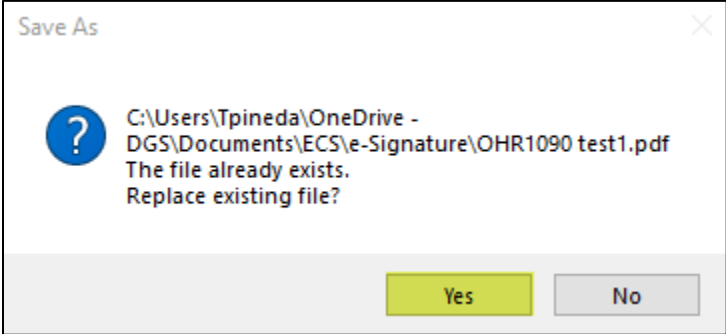 Save As
C:\Users\Tpineda\OneDrive -
DGS\Documents\ECS\e-Signature\OHR1090 test1.pdf
The file already exists.
Replace existing file?
Yes
No